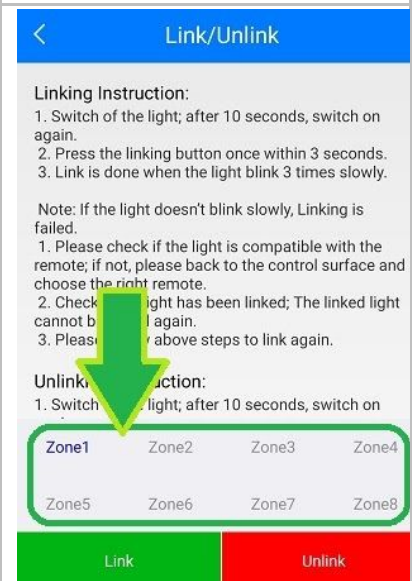 Link/Unlink
Linking Instruction:
1. Switch of the light; after 10 seconds, switch on
again.
2. Press the linking button once within 3 seconds.
3. Link is done when the light blink 3 times slowly.
Note: If the light doesn't blink slowly, Linking is
failed.
1. Please check if the light is compatible with the
remote; if not, please back to the control surface and
choose the right remote.
2. Check ight has been linked; The linked light
cannot b again.
3. Pleas above steps to link again.
Unlink ction:
1. Switch light; after 10 seconds, switch on
Zone1 Zone2 Zone3 Zone4
Zone5 Zone6 Zone7 Zone8
Link Unlink